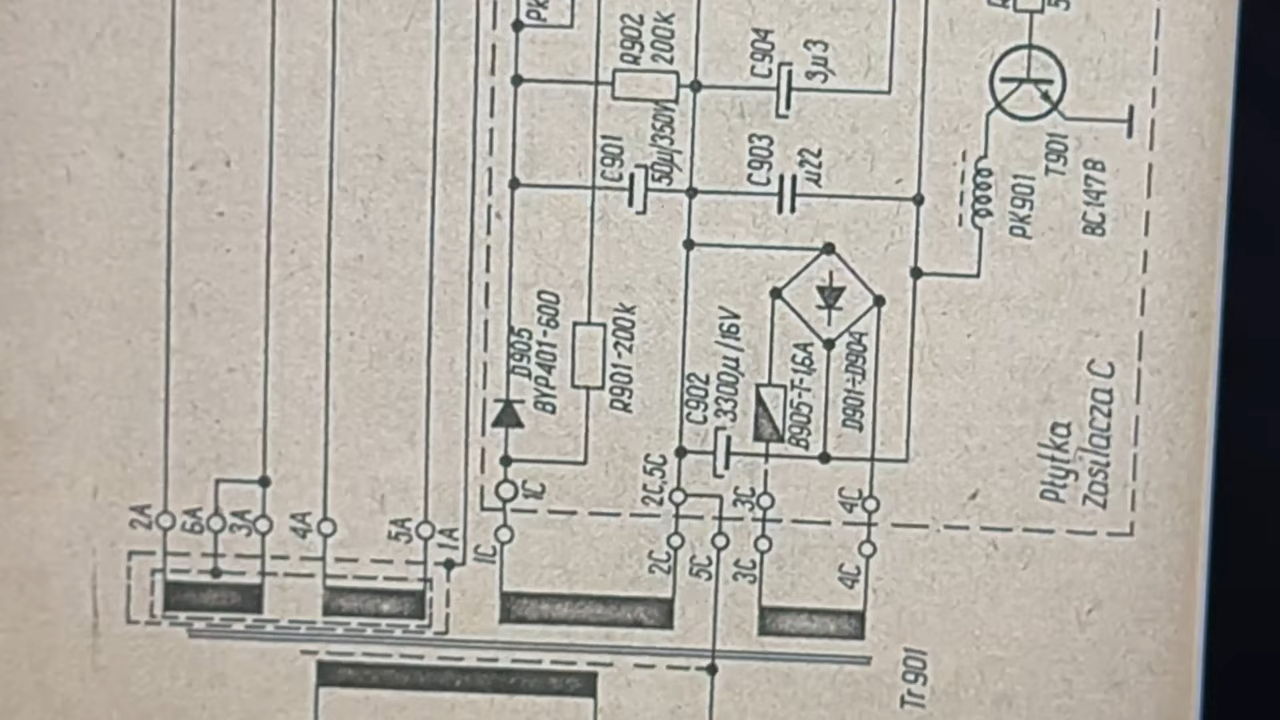 2A
6A
3A
4A
5A
1A
1C
1C
2C
2C,5C
5C
3C
3C
4C
4C
Tr901
D905
BYP401-600
R901-200k
C901
50µ/350V
R902
200k
PK
C902
3300µ/16V
B905-T-1,6A
D901÷D904
C903
µ22
C904
3µ3
PK901
T901
BC147B
Płytka
Zasilacza C